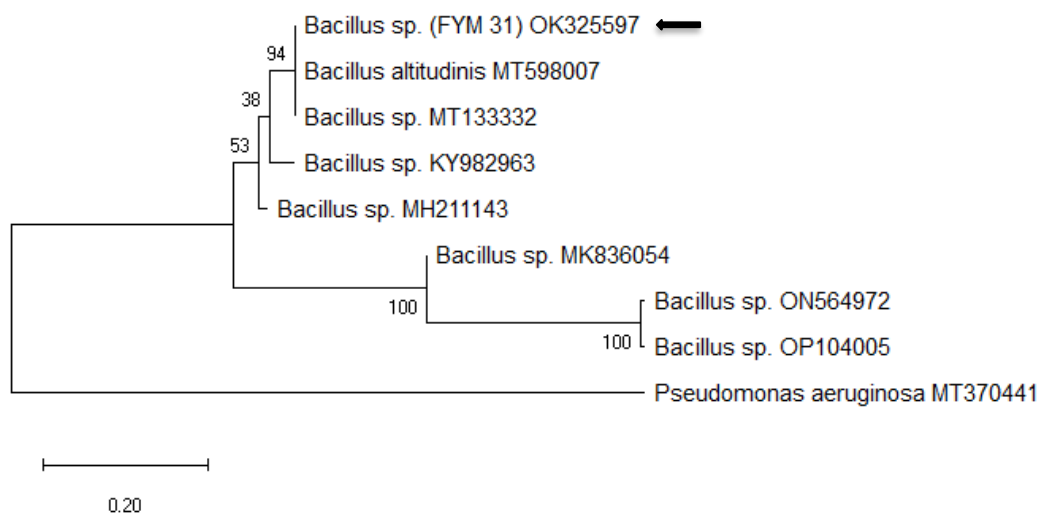 Bacillus sp. (FYM 31) OK325597
94
Bacillus altitudinis MT598007
38
Bacillus sp. MT133332
53
Bacillus sp. KY982963
Bacillus sp. MH211143
Bacillus sp. MK836054
100
Bacillus sp. ON564972
100
Bacillus sp. OP104005
Pseudomonas aeruginosa MT370441
0.20